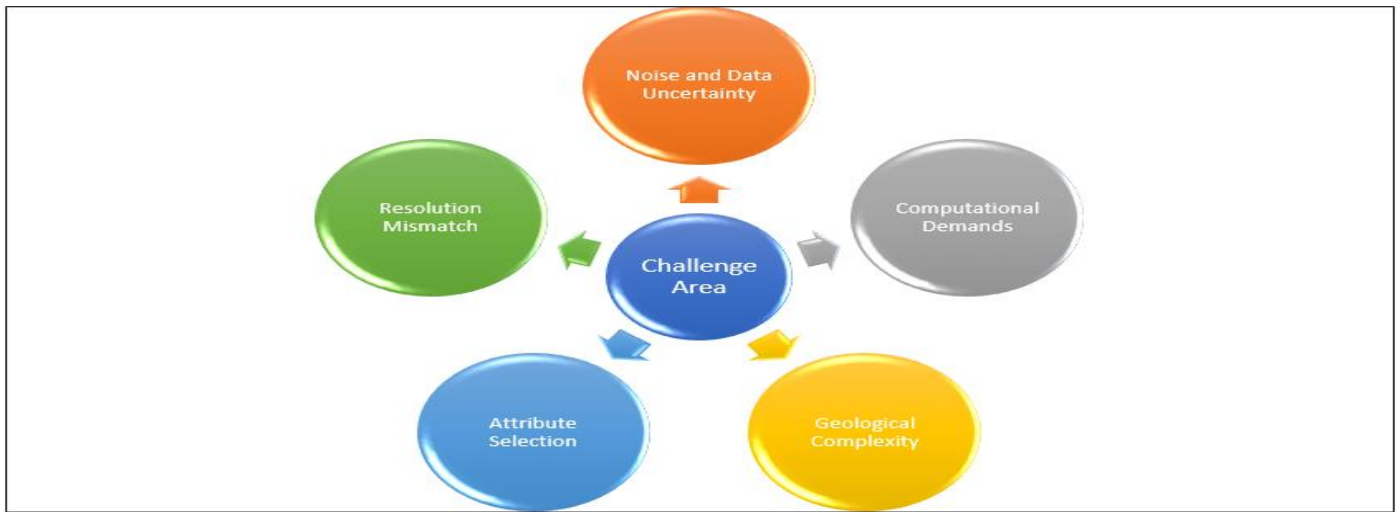 Noise and Data
Uncertainty
Resolution
Mismatch
Computational
Demands
Challenge
Area
Attribute
Selection
Geological
Complexity